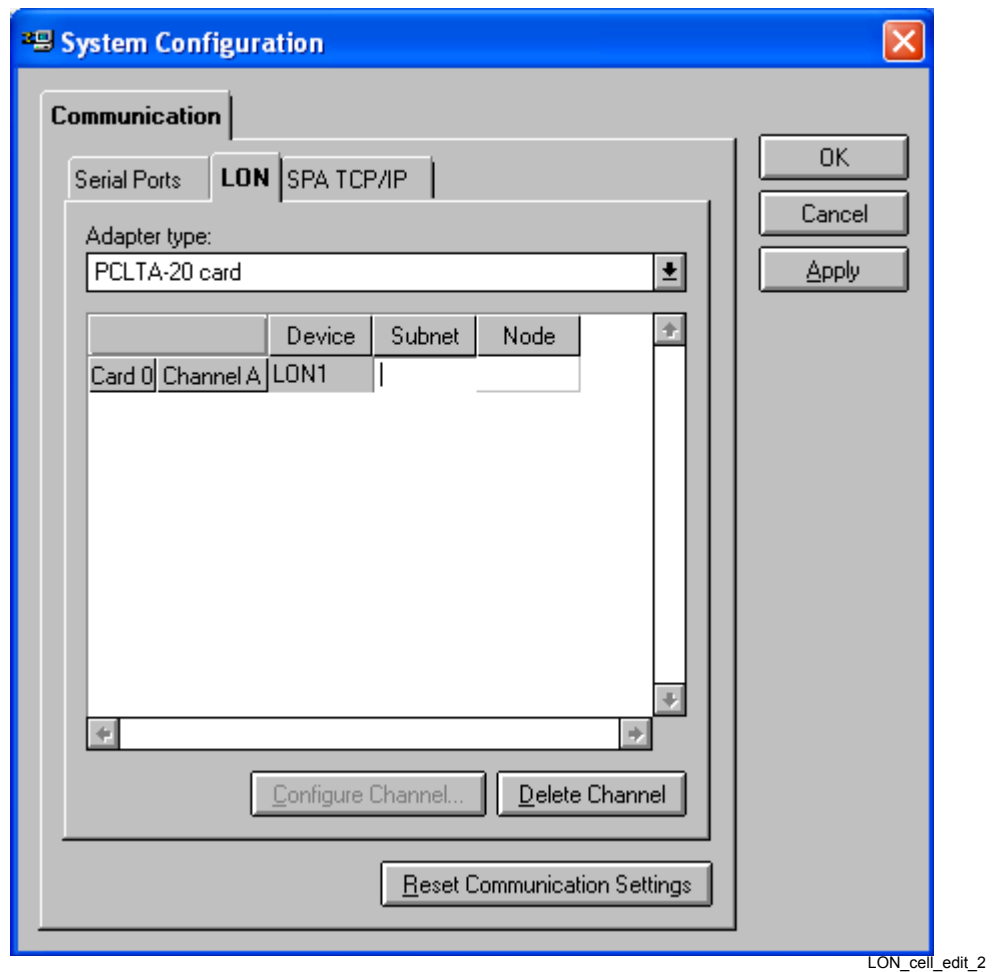 System Configuration
Communication
OK
Serial Ports LON SPA TCP/IP
Cancel
Adapter type:
PCLTA-20 card
Apply
Device Subnet Node
Card 0 Channel A LON1
Configure Channel... Delete Channel
Reset Communication Settings
LON_cell_edit_2